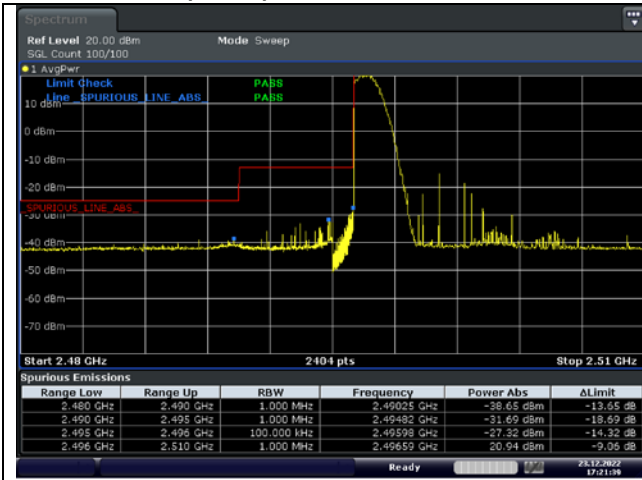 Spectrum
Ref Level 20.00 dBm Mode Sweep
SGL Count 100/100
1 AvgPwr
Limit Check PASS
Line _SPURIOUS_LINE_ABS_ PASS
10 dBm
0 dBm
-10 dBm
-20 dBm
_SPURIOUS_LINE_ABS_
-30 dBm
-40 dBm
-50 dBm
-60 dBm
-70 dBm
Start 2.48 GHz 2404 pts Stop 2.51 GHz
Spurious Emissions
Range Low Range Up RBW Frequency Power Abs ΔLimit
2.480 GHz 2.490 GHz 1.000 MHz 2.49025 GHz -38.65 dBm -13.65 dB
2.490 GHz 2.495 GHz 1.000 MHz 2.49482 GHz -31.69 dBm -18.69 dB
2.495 GHz 2.496 GHz 100.000 kHz 2.49598 GHz -27.32 dBm -14.32 dB
2.496 GHz 2.510 GHz 1.000 MHz 2.49659 GHz 20.94 dBm -9.06 dB
Ready 23.12.2022
17:21:39